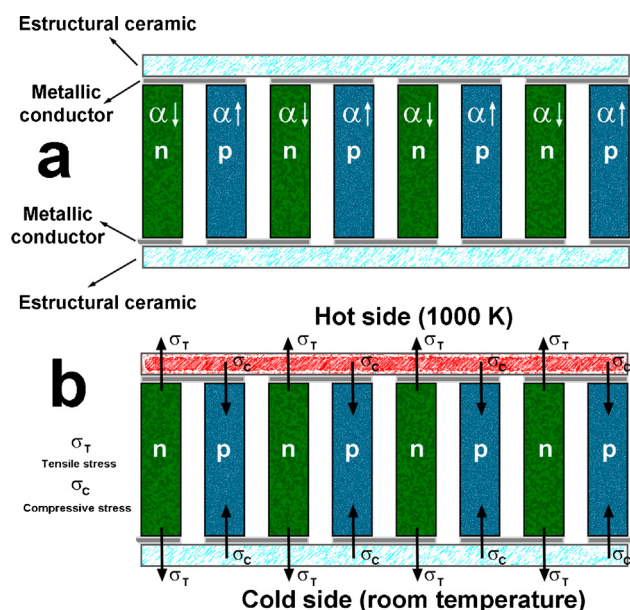 Estructural ceramic
Metallic
conductor
α↓ α↑ α↓ α↑ α↓ α↑ α↓ α↑
n p n p n p n p
a
Metallic
conductor
Estructural ceramic
Hot side (1000 K)
σT σT σT σT
σC σC σC σC
b
n p n p n p n p
σT
Tensile stress
σC
Compressive stress
σC σC σC σC
σT σT σT σT
Cold side (room temperature)